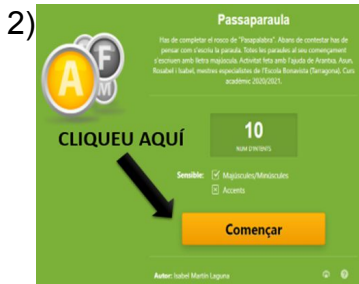 2)
Passaparaula
Has de completar el rosco de "Pasapalabra". Abans de contestar has de
pensar com s'escriu la paraula. Totes les paraules al seu començament
s'escriuen amb lletra majúscula. Activitat feta amb l'ajuda de Arantxa, Asun,
Rosabel i Isabel, mestres especialistes de l'Escola Bonavista (Tarragona). Curs
acadèmic 2020/2021.
A
F
M
CLIQUEU AQUÍ
10
NUM D'INTENTS
Sensible: Majúscules/Minúscules
Accents
Començar
Autor: Isabel Martín Laguna